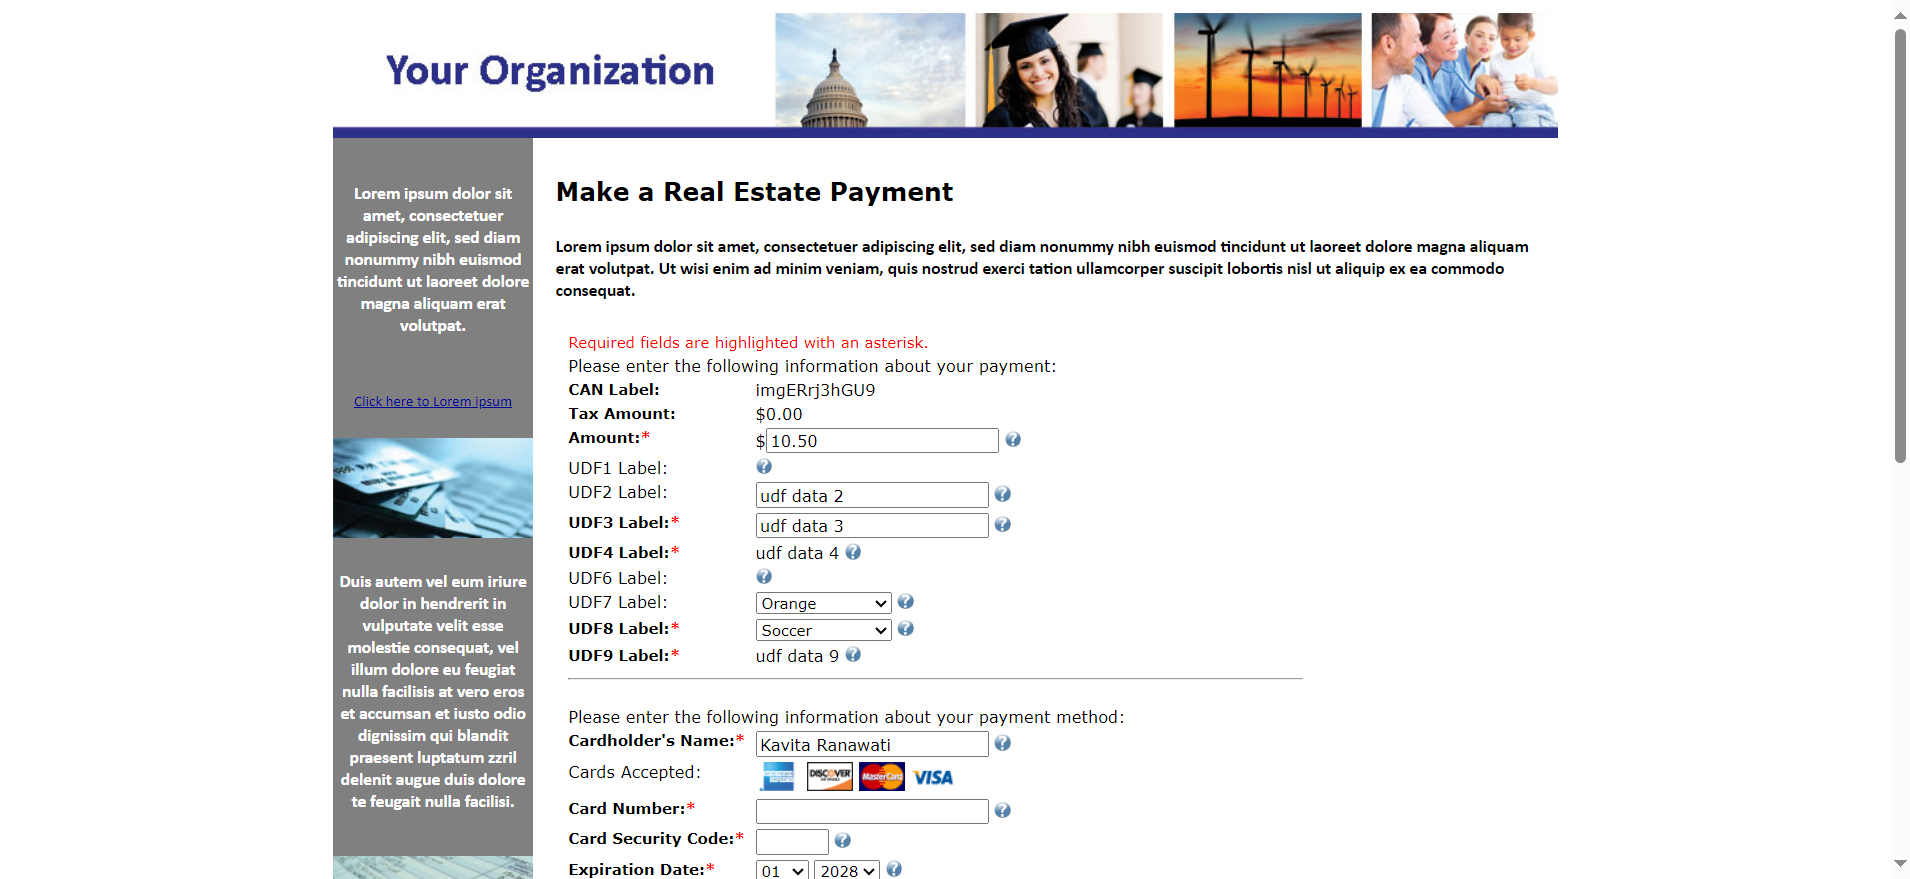 Your Organization
Lorem ipsum dolor sit
amet, consectetuer
adipiscing elit, sed diam
nonummy nibh euismod
tincidunt ut laoreet dolore
magna aliquam erat
volutpat.
Click here to Lorem ipsum
Duis autem vel eum iriure
dolor in hendrerit in
vulputate velit esse
molestie consequat, vel
illum dolore eu feugiat
nulla facilisis at vero eros
et accumsan et iusto odio
dignissim qui blandit
praesent luptatum zzril
delenit augue duis dolore
te feugait nulla facilisi.
Make a Real Estate Payment
Lorem ipsum dolor sit amet, consectetuer adipiscing elit, sed diam nonummy nibh euismod tincidunt ut laoreet dolore magna aliquam
erat volutpat. Ut wisi enim ad minim veniam, quis nostrud exerci tation ullamcorper suscipit lobortis nisl ut aliquip ex ea commodo
consequat.
Required fields are highlighted with an asterisk.
Please enter the following information about your payment:
CAN Label: imgERrj3hGU9
Tax Amount: $0.00
Amount:* $10.50
UDF1 Label:
UDF2 Label: udf data 2
UDF3 Label:* udf data 3
UDF4 Label:* udf data 4
UDF6 Label:
UDF7 Label: Orange
UDF8 Label:* Soccer
UDF9 Label:* udf data 9
Please enter the following information about your payment method:
Cardholder's Name:* Kavita Ranawati
Cards Accepted: DISCOVER MasterCard VISA
Card Number:*
Card Security Code:*
Expiration Date:* 01 2028